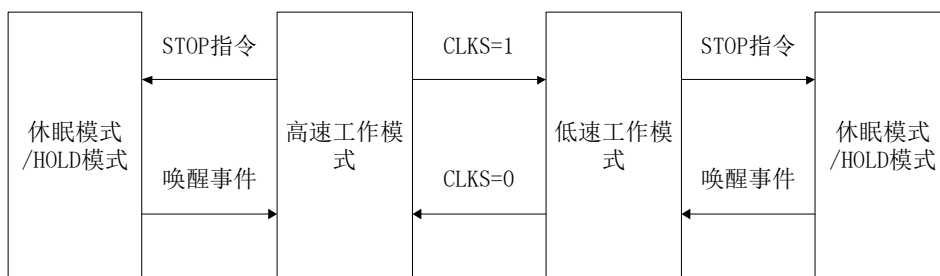 STOP指令
CLKS=1
STOP指令
休眠模式
/HOLD模式
高速工作模
式
低速工作模
式
休眠模式
/HOLD模式
唤醒事件
CLKS=0
唤醒事件